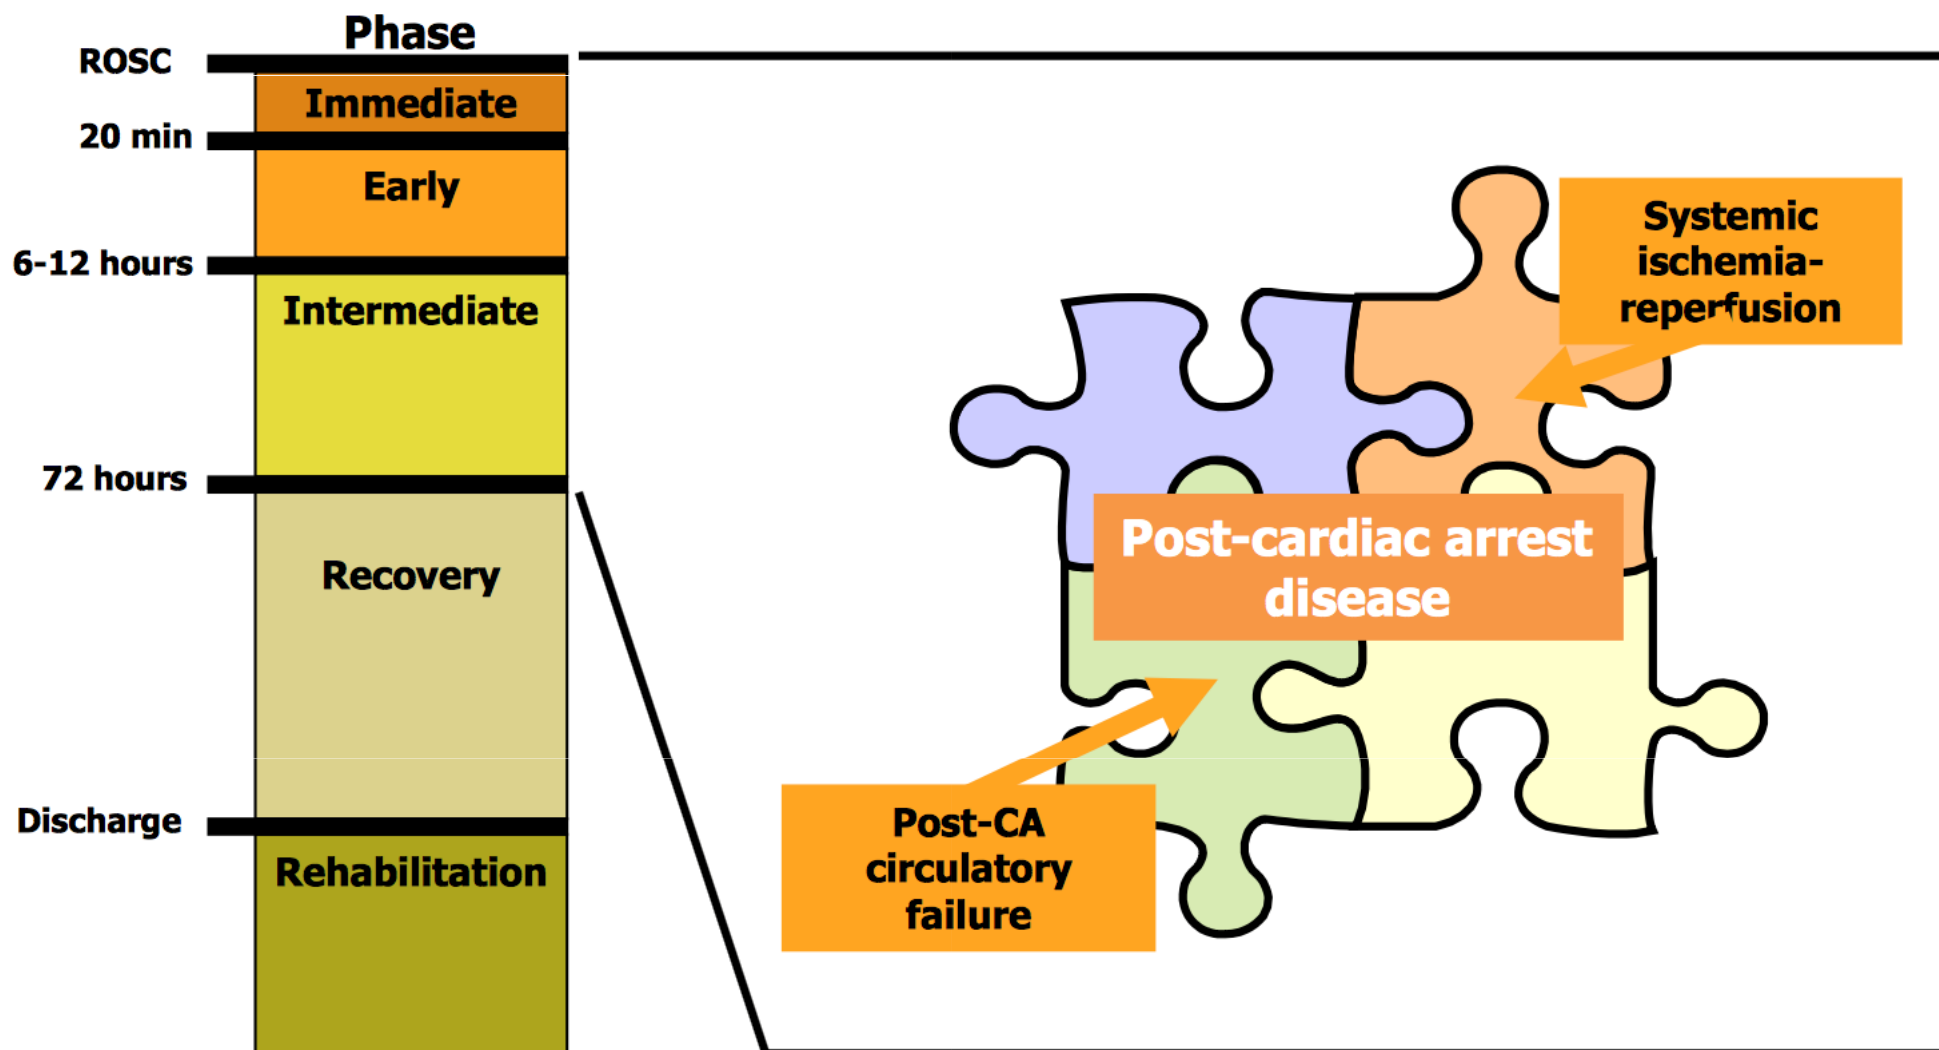 Phase
ROSC
Immediate
20 min
Early
6-12 hours
Intermediate
72 hours
Recovery
Discharge
Rehabilitation
Systemic
ischemia-
reperfusion
Post-cardiac arrest
disease
Post-CA
circulatory
failure